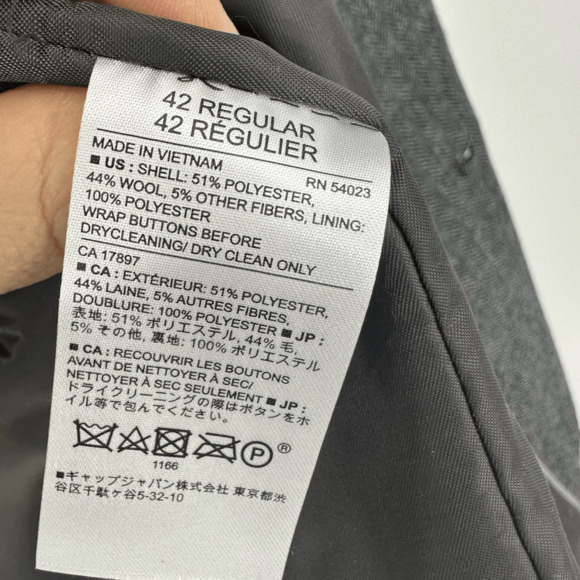 42 REGULAR
42 RÉGULIER
MADE IN VIETNAM
RN 54023
■ US : SHELL: 51% POLYESTER,
44% WOOL, 5% OTHER FIBERS, LINING:
100% POLYESTER
WRAP BUTTONS BEFORE
DRYCLEANING/ DRY CLEAN ONLY
CA 17897
■ CA : EXTÉRIEUR: 51% POLYESTER,
44% LAINE, 5% AUTRES FIBRES,
DOUBLURE: 100% POLYESTER ■ JP :
表地: 51% ポリエステル, 44% 毛,
5% その他, 裏地: 100% ポリエステル
■ CA : RECOUVRIR LES BOUTONS
AVANT DE NETTOYER À SEC/
NETTOYER À SEC SEULEMENT ■ JP :
ドライクリーニングの際はボタンをホ
イル等で包んでください.
P ®
1166
■ギャップジャパン株式会社 東京都渋
谷区千駄ヶ谷5-32-10